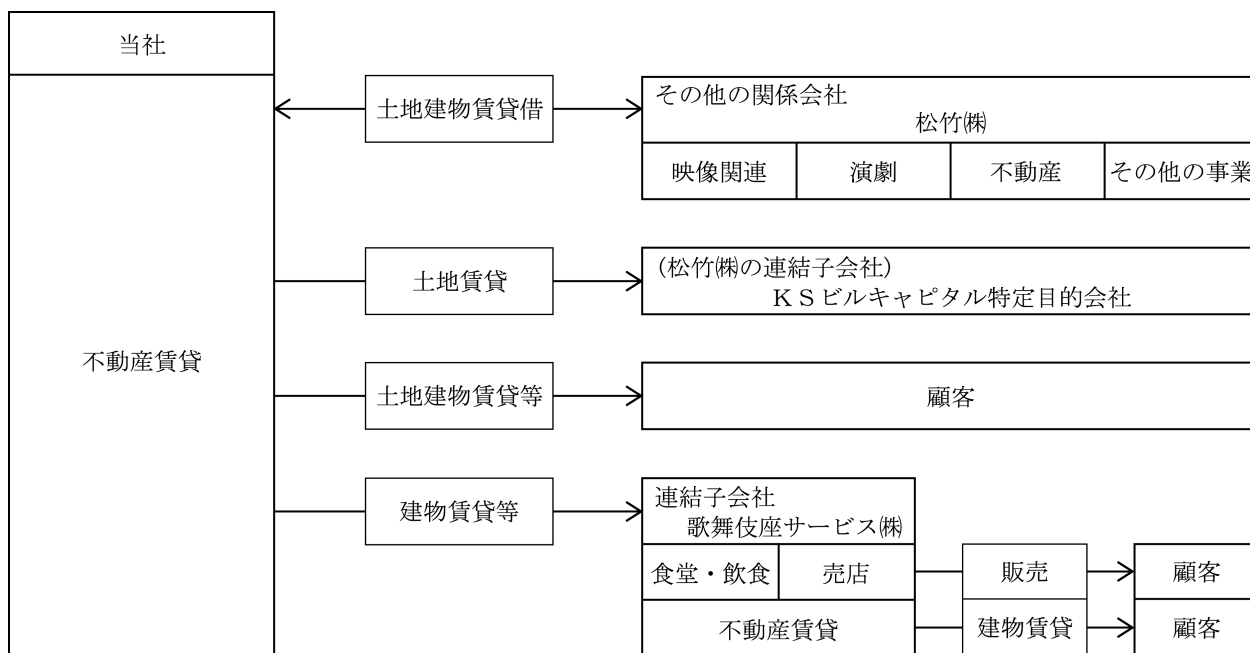 当社
不動産賃貸
土地建物賃貸借
その他の関係会社
松竹㈱
映像関連
演劇
不動産
その他の事業
土地賃貸
(松竹㈱の連結子会社)
ＫＳビルキャピタル特定目的会社
土地建物賃貸等
顧客
建物賃貸等
連結子会社
歌舞伎座サービス㈱
食堂・飲食
売店
販売
顧客
不動産賃貸
建物賃貸
顧客